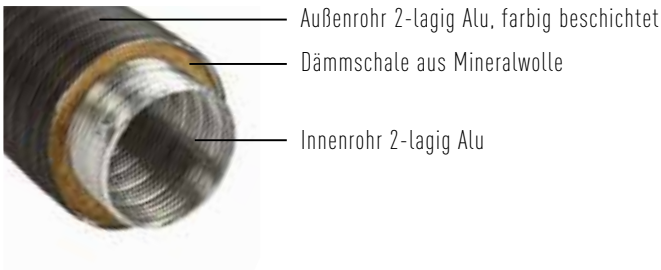 Außenrohr 2-lagig Alu, farbig beschichtet
Dämmschale aus Mineralwolle
Innenrohr 2-lagig Alu